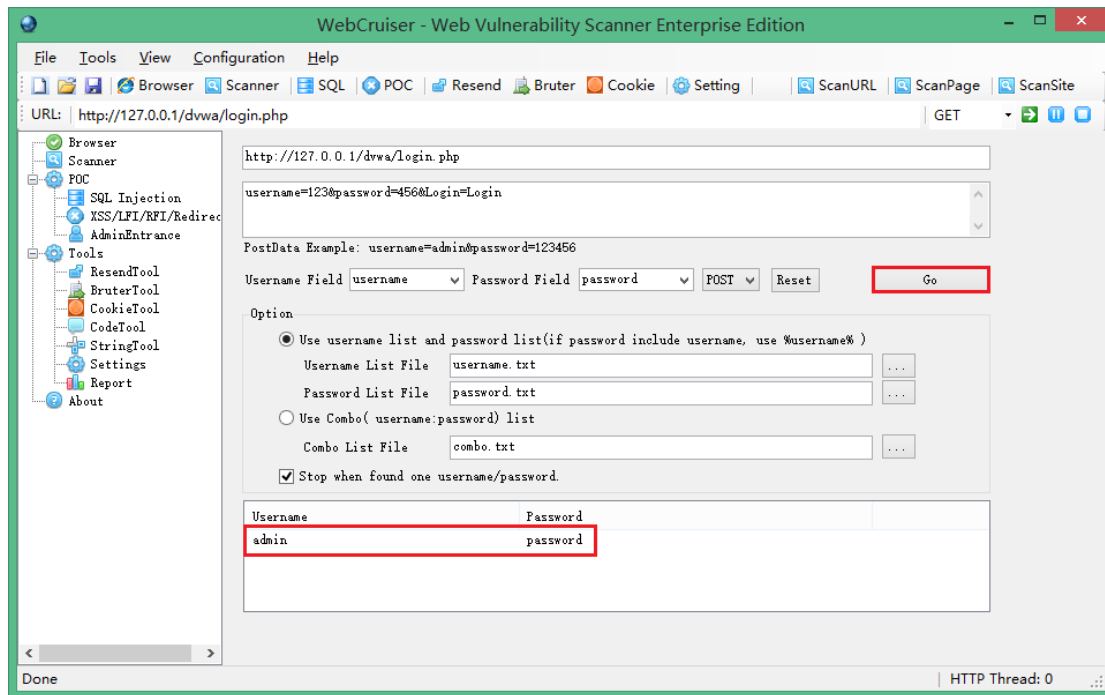 WebCruiser - Web Vulnerability Scanner Enterprise Edition
File Tools View Configuration Help
Browser Scanner SQL POC Resend Bruter Cookie Setting ScanURL ScanPage ScanSite
URL: http://127.0.0.1/dvwa/login.php GET
Browser
Scanner
POC
SQL Injection
XSS/LFI/RFI/Redirec
AdminEntrance
Tools
ResendTool
BruterTool
CookieTool
CodeTool
StringTool
Settings
Report
About
http://127.0.0.1/dvwa/login.php
username=123&password=456&Login=Login
PostData Example: username=admin&password=123456
Username Field username Password Field password POST Reset Go
Option
Use username list and password list(if password include username, use %username% )
Username List File username.txt ...
Password List File password.txt ...
Use Combo( username:password) list
Combo List File combo.txt ...
Stop when found one username/password.
Username Password
admin password
Done HTTP Thread: 0